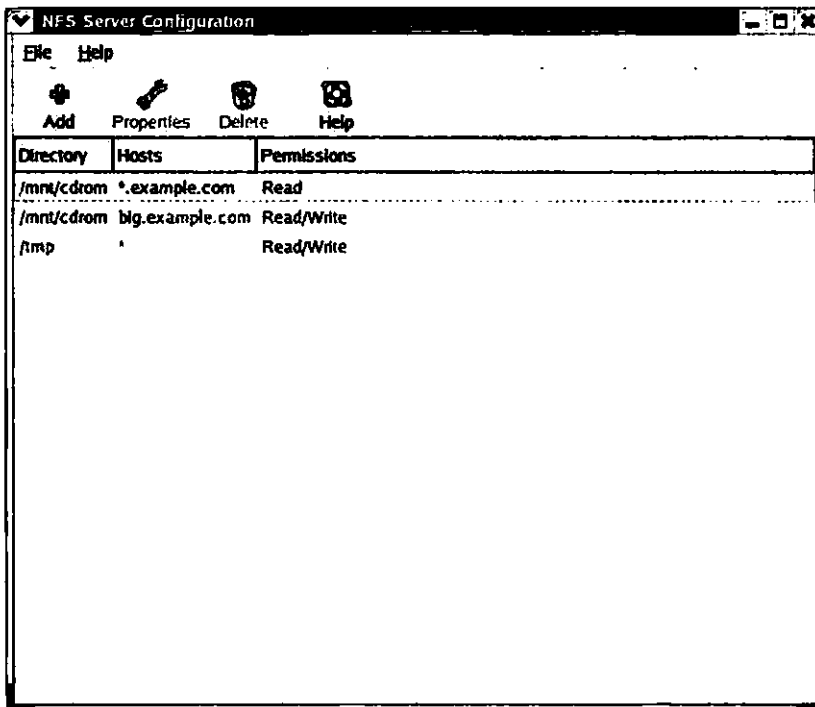 NFS Server Configuration
File Help
Add Properties Delete Help
Directory Hosts Permissions
/mnt/cdrom *.example.com Read
/mnt/cdrom big.example.com Read/Write
/tmp * Read/Write